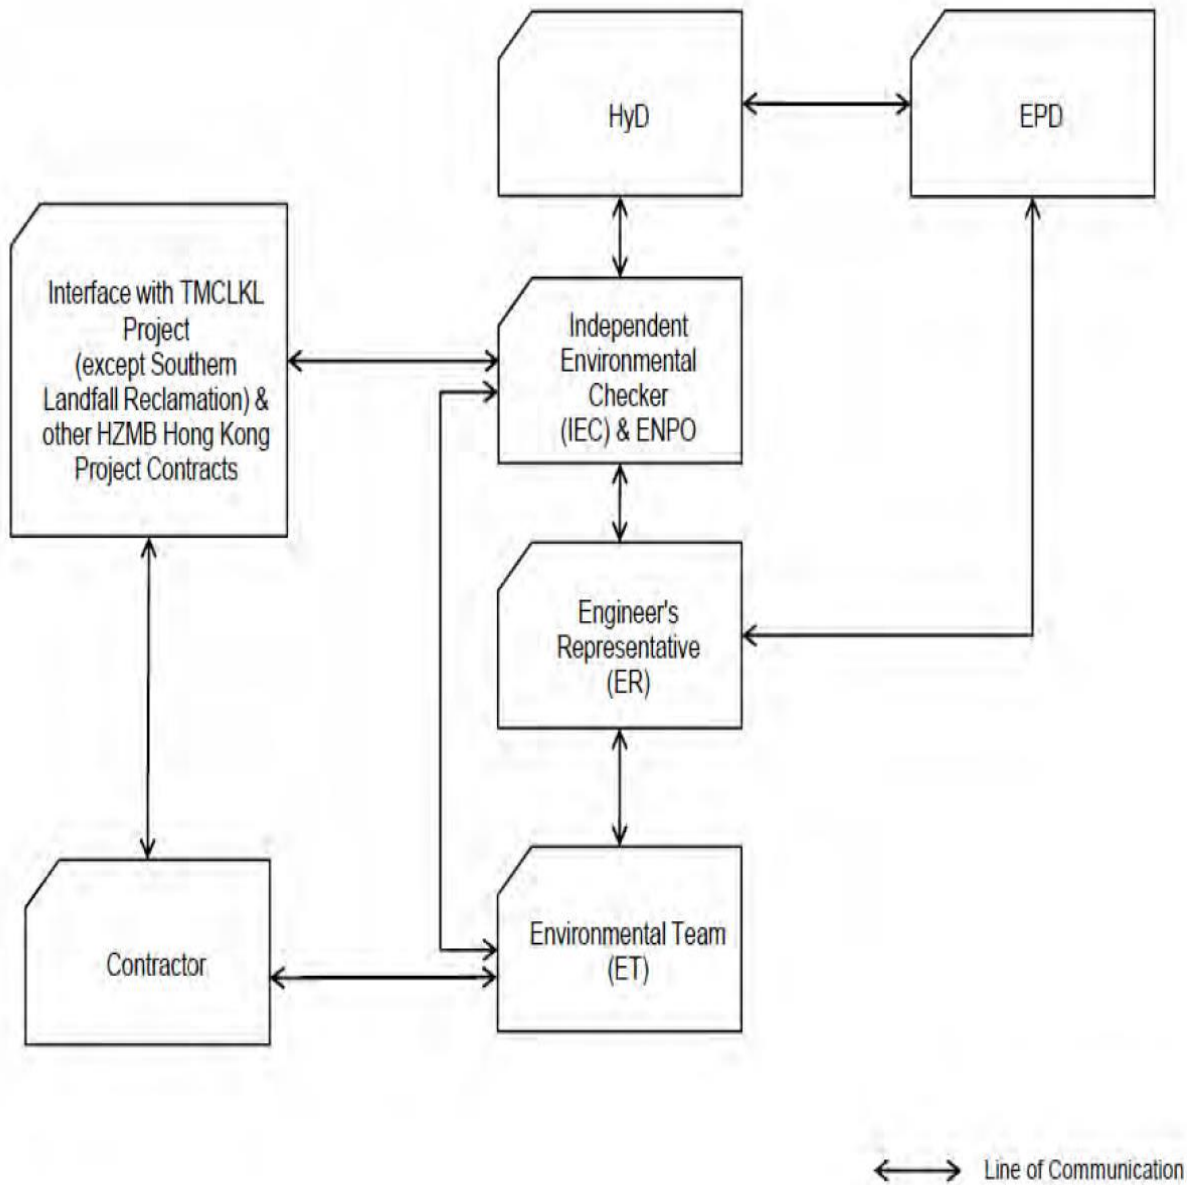 HyD
EPD
Interface with TMCLKL
Project
(except Southern
Landfall Reclamation) &
other HZMB Hong Kong
Project Contracts
Independent
Environmental
Checker
(IEC) & ENPO
Engineer's
Representative
(ER)
Contractor
Environmental Team
(ET)
Line of Communication